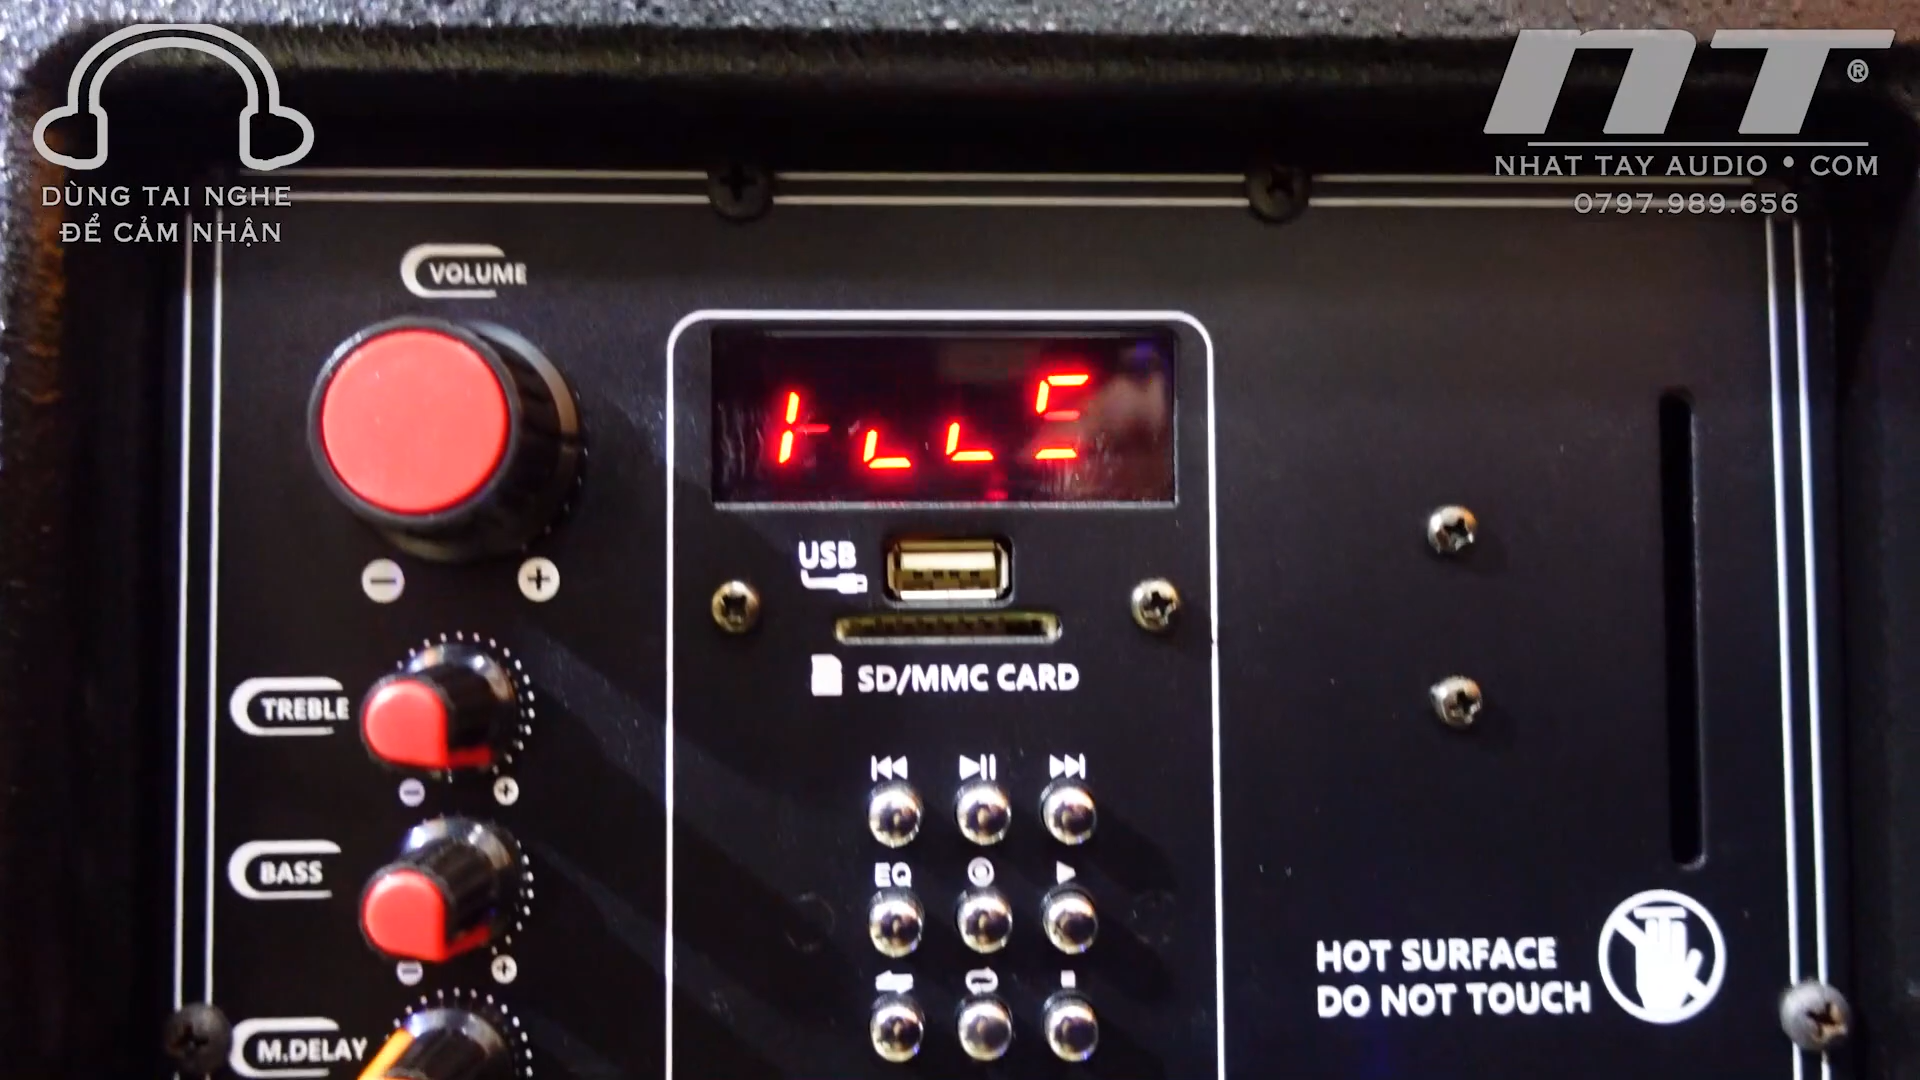 DÙNG TAI NGHE
ĐỂ CẢM NHẬN
NT®
NHAT TAY AUDIO • COM
0797.989.656
VOLUME
USB
SD/MMC CARD
TREBLE
BASS
EQ
M.DELAY
HOT SURFACE
DO NOT TOUCH